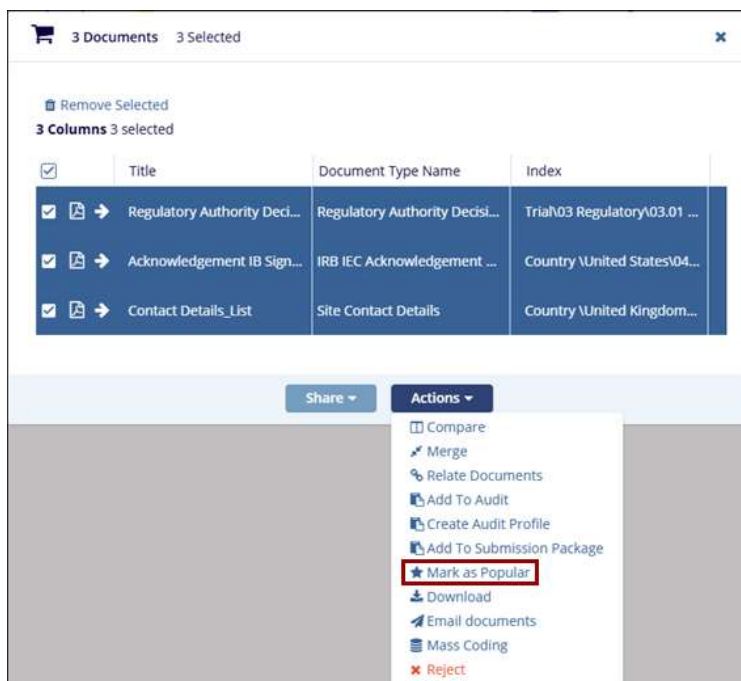 3 Documents 3 Selected
Remove Selected
3 Columns 3 selected
Title Document Type Name Index
Regulatory Authority Deci... Regulatory Authority Decisi... Trial\03 Regulatory\03.01 ...
Acknowledgement IB Sign... IRB IEC Acknowledgement ... Country \United States\04...
Contact Details_List Site Contact Details Country \United Kingdom...
Share Actions
Compare
Merge
Relate Documents
Add To Audit
Create Audit Profile
Add To Submission Package
Mark as Popular
Download
Email documents
Mass Coding
Reject